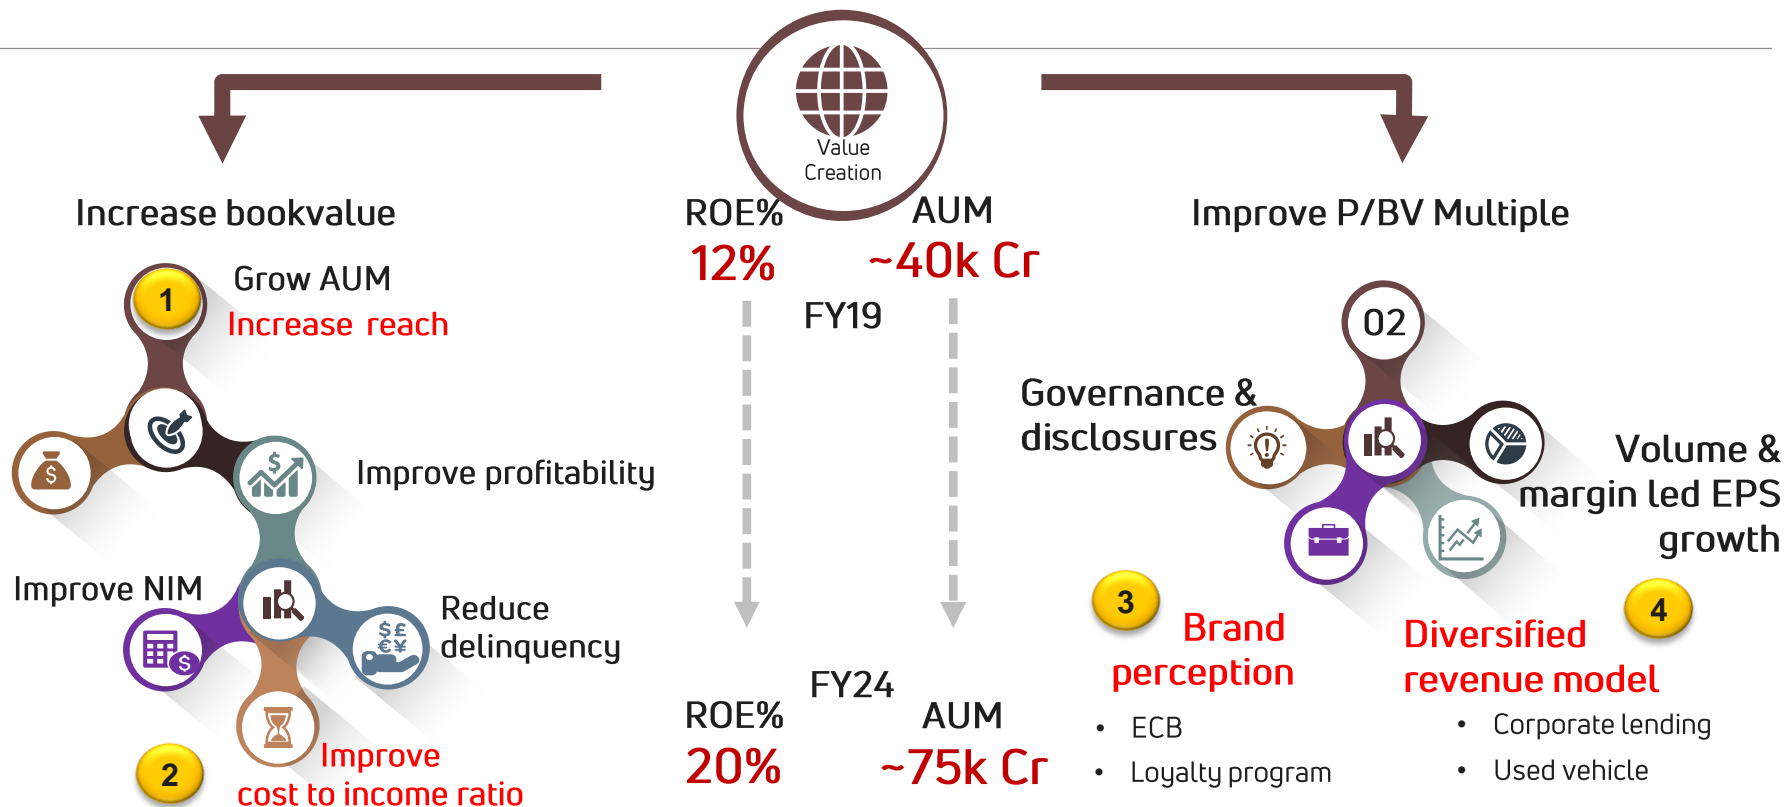 Value
Creation
Increase bookvalue
1
Grow AUM
Increase reach
$
$
Improve profitability
Improve NIM
$
$£
€¥
Reduce
delinquency
2
Improve
cost to income ratio
ROE%
12%
AUM
~40k Cr
FY19
FY24
ROE%
20%
AUM
~75k Cr
Improve P/BV Multiple
02
Governance &
disclosures
Volume &
margin led EPS
growth
3
Brand
perception
• ECB
• Loyalty program
4
Diversified
revenue model
• Corporate lending
• Used vehicle